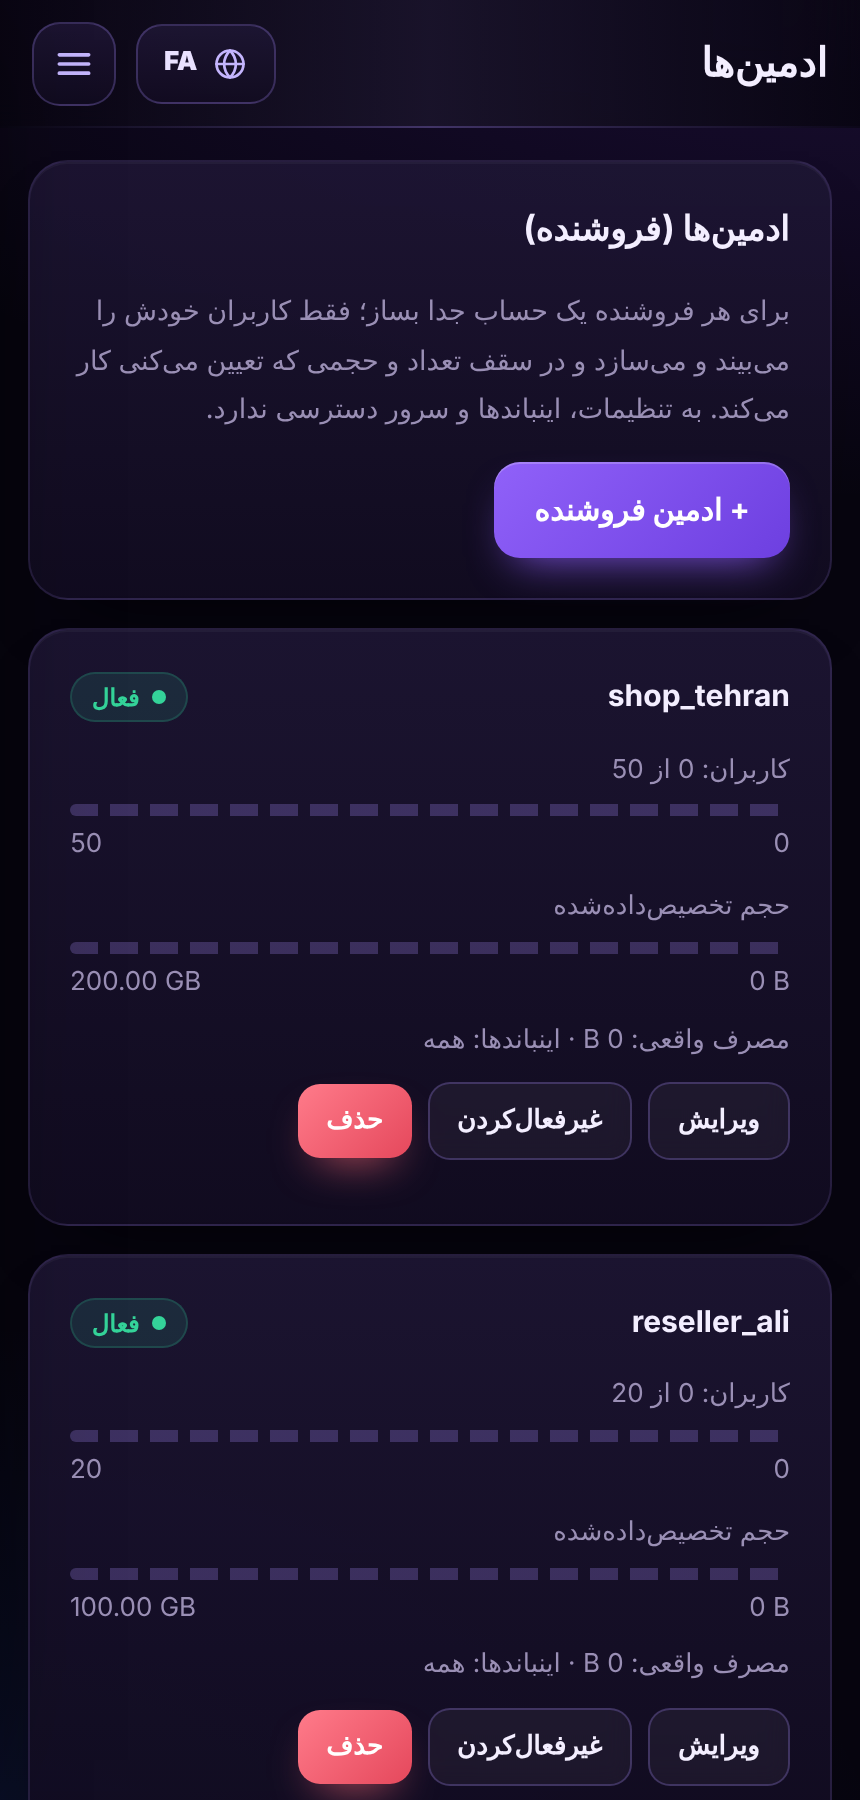 ادمین‌ها
FA
ادمین‌ها (فروشنده)
برای هر فروشنده یک حساب جدا بساز؛ فقط کاربران خودش را
می‌بیند و می‌سازد و در سقف تعداد و حجمی که تعیین می‌کنی کار
می‌کند. به تنظیمات، اینباندها و سرور دسترسی ندارد.
+ ادمین فروشنده
shop_tehran
فعال
کاربران: 0 از 50
0
50
حجم تخصیص‌داده‌شده
0 B
200.00 GB
مصرف واقعی: 0 B · اینباندها: همه
ویرایش
غیرفعال‌کردن
حذف
reseller_ali
فعال
کاربران: 0 از 20
0
20
حجم تخصیص‌داده‌شده
0 B
100.00 GB
مصرف واقعی: 0 B · اینباندها: همه
ویرایش
غیرفعال‌کردن
حذف